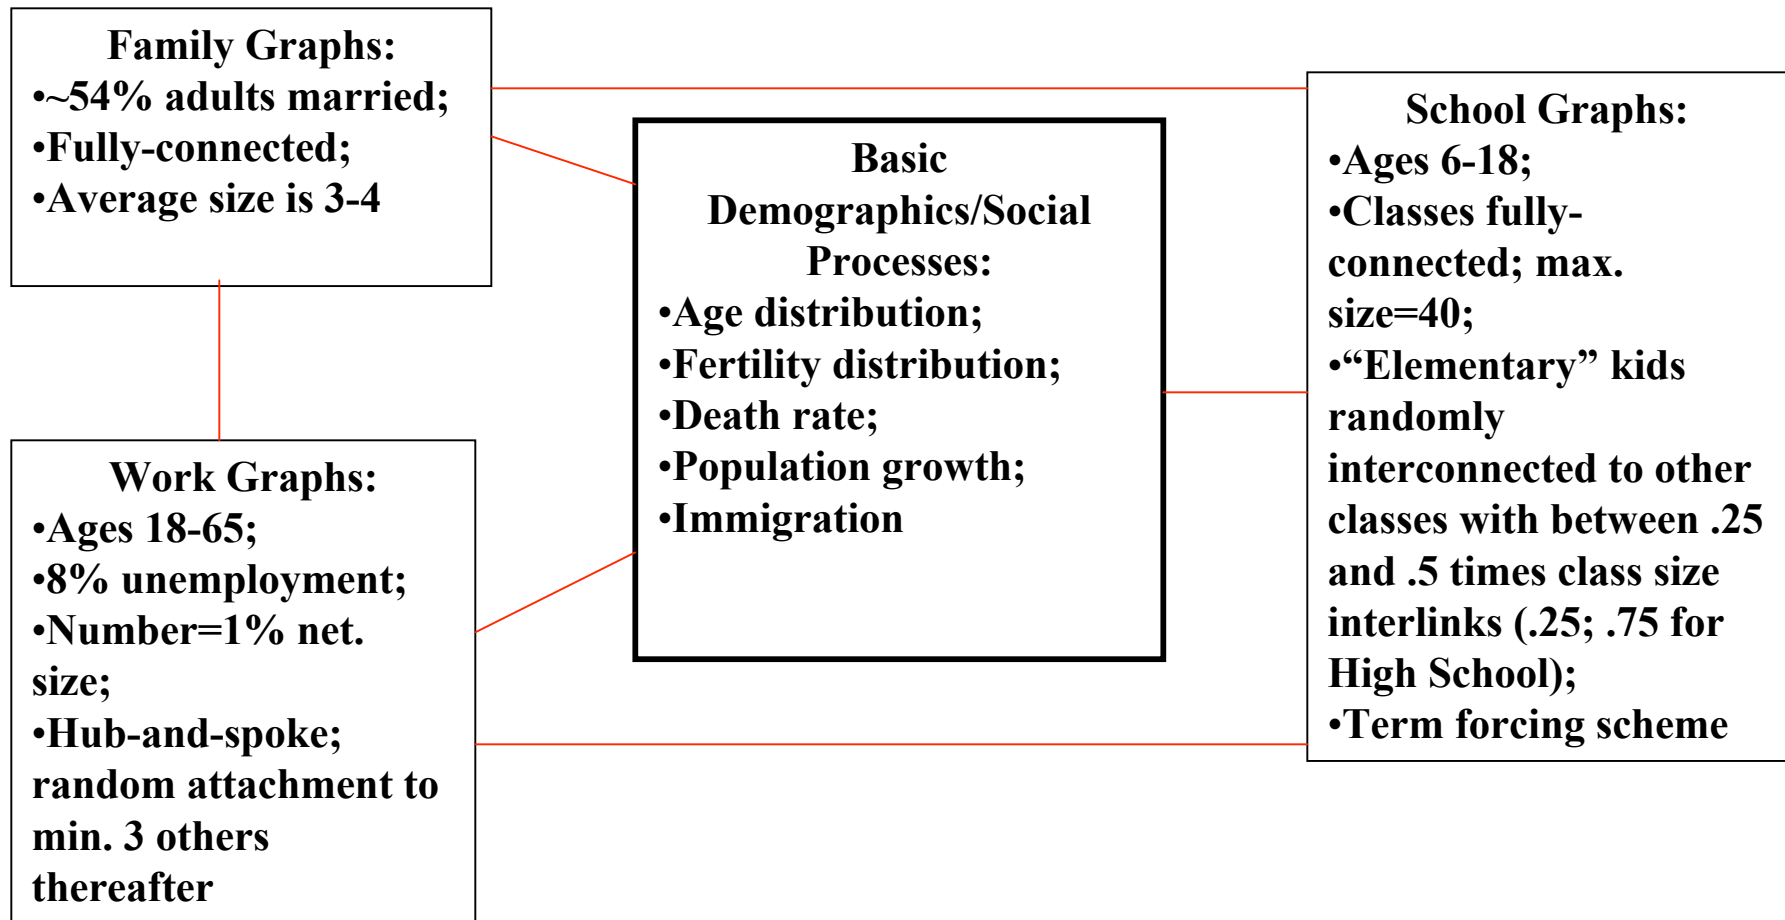 Family Graphs:
•~54% adults married;
•Fully-connected;
•Average size is 3-4
Basic
Demographics/Social
Processes:
•Age distribution;
•Fertility distribution;
•Death rate;
•Population growth;
•Immigration
School Graphs:
•Ages 6-18;
•Classes fully-
connected; max.
size=40;
•“Elementary” kids
randomly
interconnected to other
classes with between .25
and .5 times class size
interlinks (.25; .75 for
High School);
•Term forcing scheme
Work Graphs:
•Ages 18-65;
•8% unemployment;
•Number=1% net.
size;
•Hub-and-spoke;
random attachment to
min. 3 others
thereafter